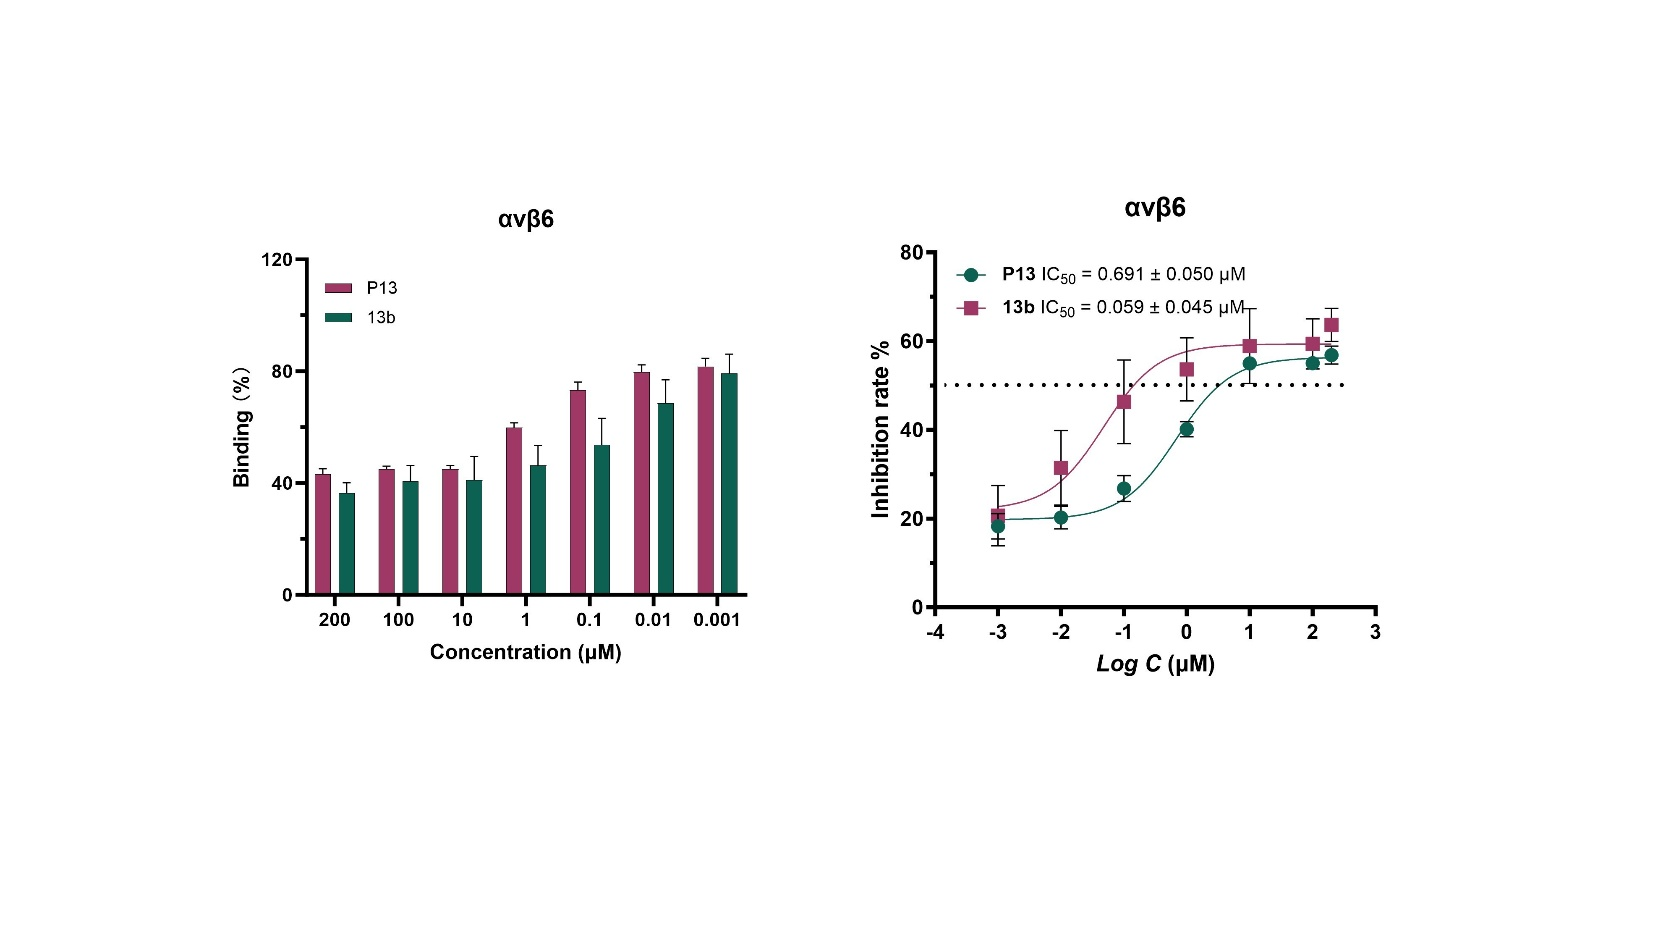 αvβ6
120
80
40
0
Binding (%)
P13
13b
200 100 10 1 0.1 0.01 0.001
Concentration (μM)
αvβ6
80
60
40
20
0
Inhibition rate %
P13 IC50 = 0.691 ± 0.050 μM
13b IC50 = 0.059 ± 0.045 μM
-4 -3 -2 -1 0 1 2 3
Log C (μM)